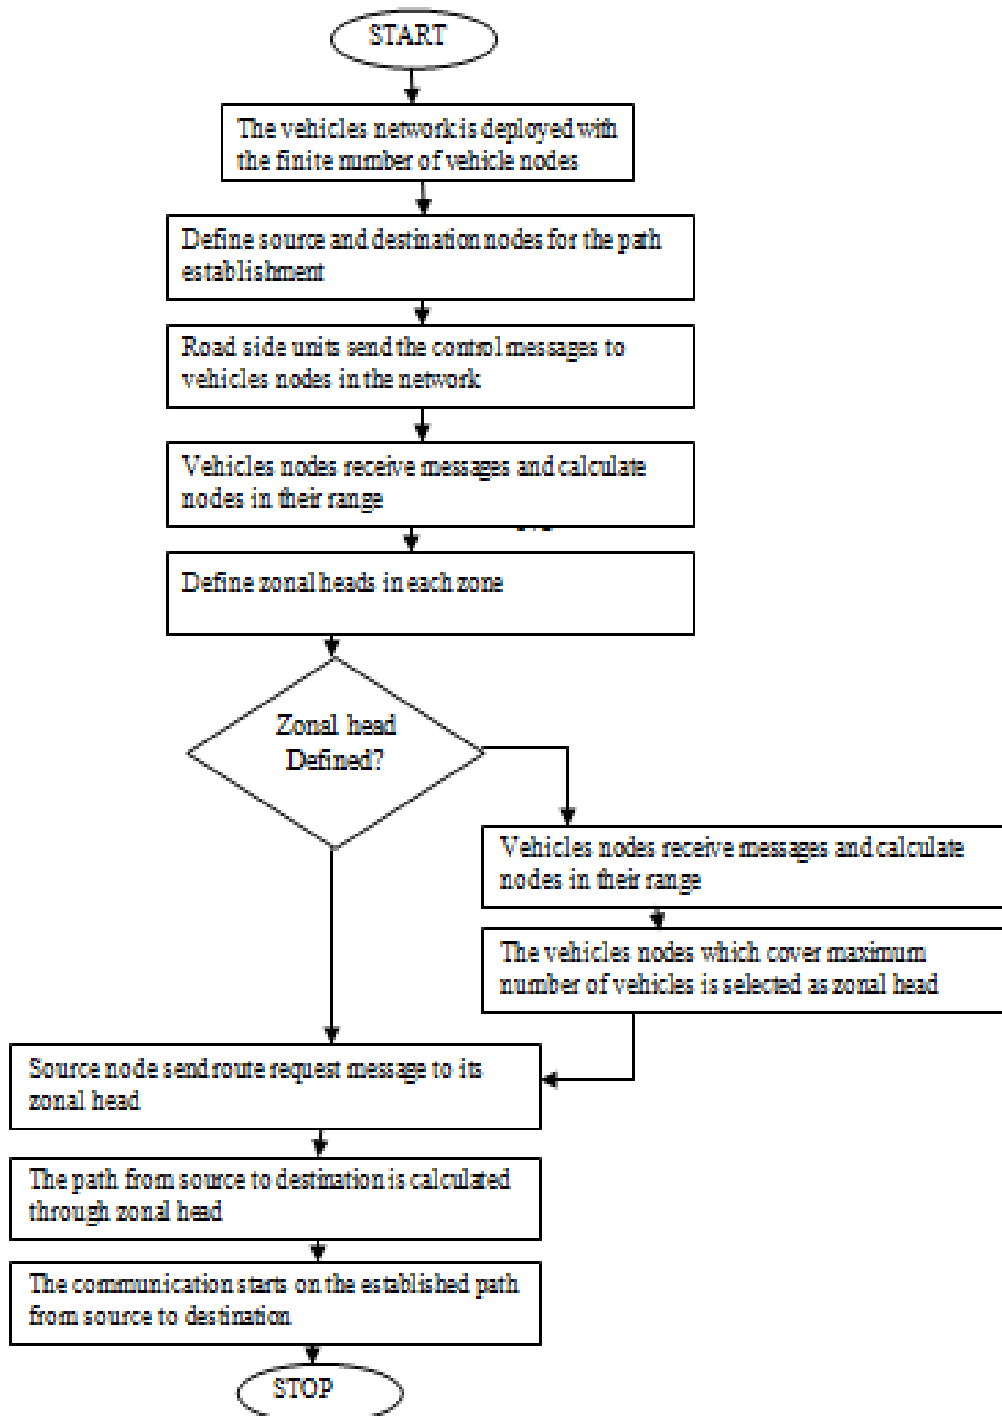 START
The vehicles network is deployed with
the finite number of vehicle nodes
Define source and destination nodes for the path
establishment
Road side units send the control messages to
vehicles nodes in the network
Vehicles nodes receive messages and calculate
nodes in their range
Define zonal heads in each zone
Zonal head
Defined?
Vehicles nodes receive messages and calculate
nodes in their range
The vehicles nodes which cover maximum
number of vehicles is selected as zonal head
Source node send route request message to its
zonal head
The path from source to destination is calculated
through zonal head
The communication starts on the established path
from source to destination
STOP